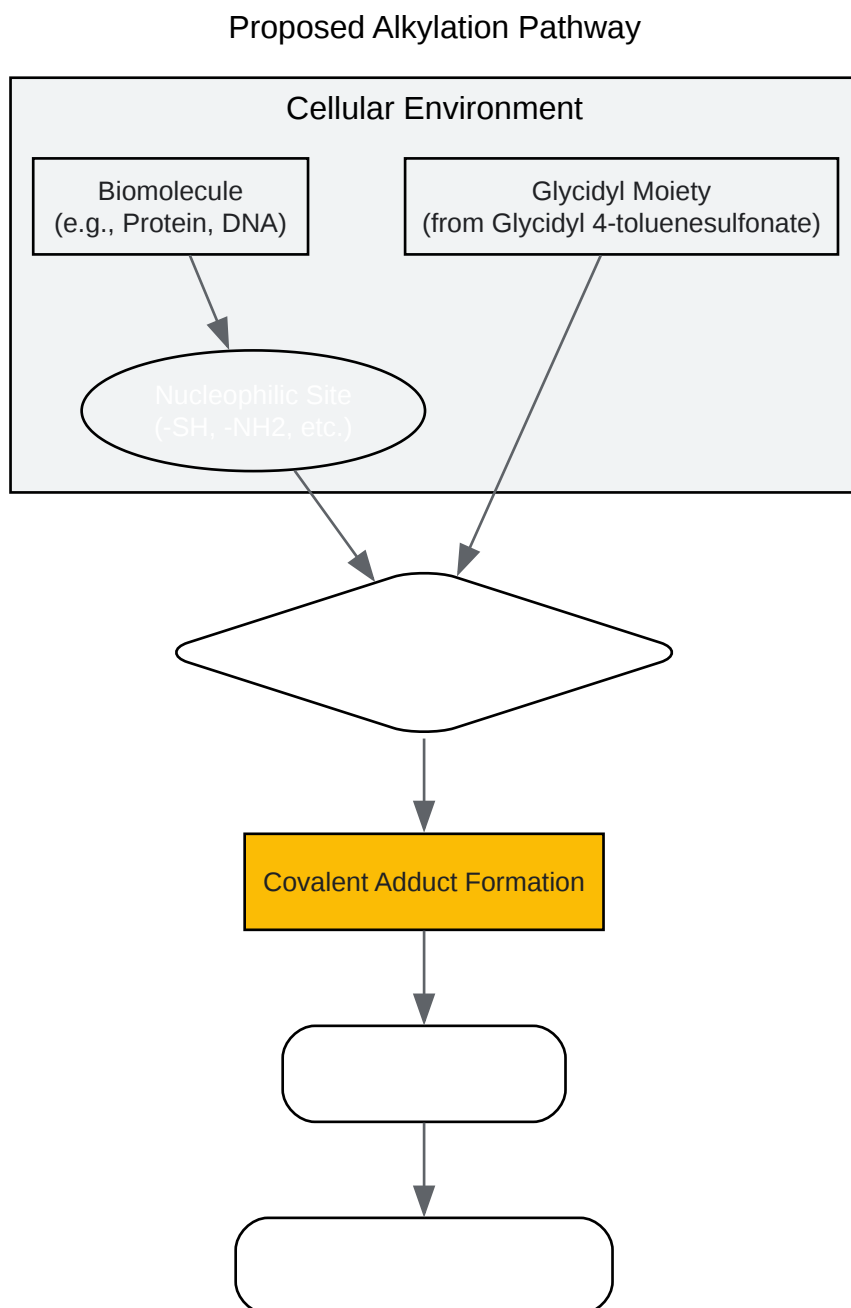 Proposed Alkylation Pathway
Cellular Environment
Biomolecule
(e.g., Protein, DNA)
Glycidyl Moiety
(from Glycidyl 4-toluenesulfonate)
Nucleophilic Site
(-SH, -NH2, etc.)
Covalent Adduct Formation